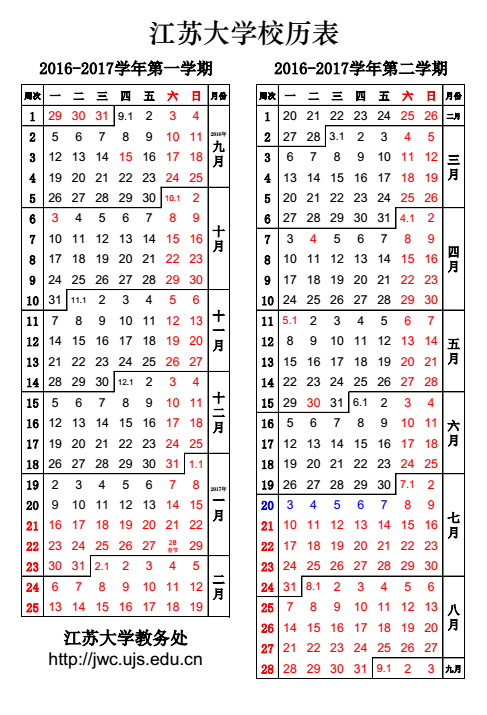 江苏大学校历表
2016-2017学年第一学期
周次 一 二 三 四 五 六 日 月份
1 29 30 31 9.1 2 3 4
2 5 6 7 8 9 10 11 2016年九月
3 12 13 14 15 16 17 18
4 19 20 21 22 23 24 25
5 26 27 28 29 30 10.1 2
6 3 4 5 6 7 8 9 十月
7 10 11 12 13 14 15 16
8 17 18 19 20 21 22 23
9 24 25 26 27 28 29 30
10 31 11.1 2 3 4 5 6 十一月
11 7 8 9 10 11 12 13
12 14 15 16 17 18 19 20
13 21 22 23 24 25 26 27
14 28 29 30 12.1 2 3 4 十二月
15 5 6 7 8 9 10 11
16 12 13 14 15 16 17 18
17 19 20 21 22 23 24 25
18 26 27 28 29 30 31 1.1
19 2 3 4 5 6 7 8 2017年一月
20 9 10 11 12 13 14 15
21 16 17 18 19 20 21 22
22 23 24 25 26 27 28春节 29
23 30 31 2.1 2 3 4 5 二月
24 6 7 8 9 10 11 12
25 13 14 15 16 17 18 19
江苏大学教务处
http://jwc.ujs.edu.cn
2016-2017学年第二学期
周次 一 二 三 四 五 六 日 月份
1 20 21 22 23 24 25 26 二月
2 27 28 3.1 2 3 4 5 三月
3 6 7 8 9 10 11 12
4 13 14 15 16 17 18 19
5 20 21 22 23 24 25 26
6 27 28 29 30 31 4.1 2
7 3 4 5 6 7 8 9 四月
8 10 11 12 13 14 15 16
9 17 18 19 20 21 22 23
10 24 25 26 27 28 29 30
11 5.1 2 3 4 5 6 7 五月
12 8 9 10 11 12 13 14
13 15 16 17 18 19 20 21
14 22 23 24 25 26 27 28
15 29 30 31 6.1 2 3 4 六月
16 5 6 7 8 9 10 11
17 12 13 14 15 16 17 18
18 19 20 21 22 23 24 25
19 26 27 28 29 30 7.1 2 七月
20 3 4 5 6 7 8 9
21 10 11 12 13 14 15 16
22 17 18 19 20 21 22 23
23 24 25 26 27 28 29 30
24 31 8.1 2 3 4 5 6 八月
25 7 8 9 10 11 12 13
26 14 15 16 17 18 19 20
27 21 22 23 24 25 26 27
28 28 29 30 31 9.1 2 3 九月